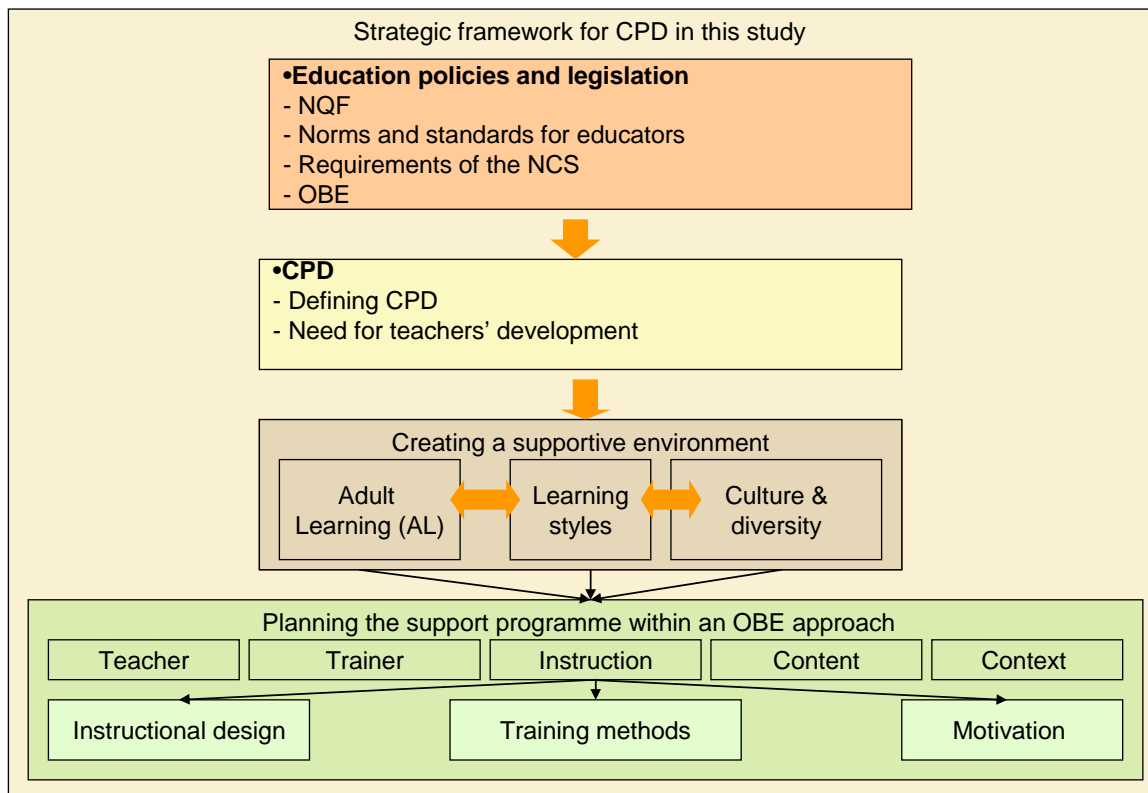 Strategic framework for CPD in this study
•Education policies and legislation
- NQF
- Norms and standards for educators
- Requirements of the NCS
- OBE
•CPD
- Defining CPD
- Need for teachers’ development
Creating a supportive environment
Adult
Learning (AL)
Learning
styles
Culture &
diversity
Planning the support programme within an OBE approach
Teacher
Trainer
Instruction
Content
Context
Instructional design
Training methods
Motivation